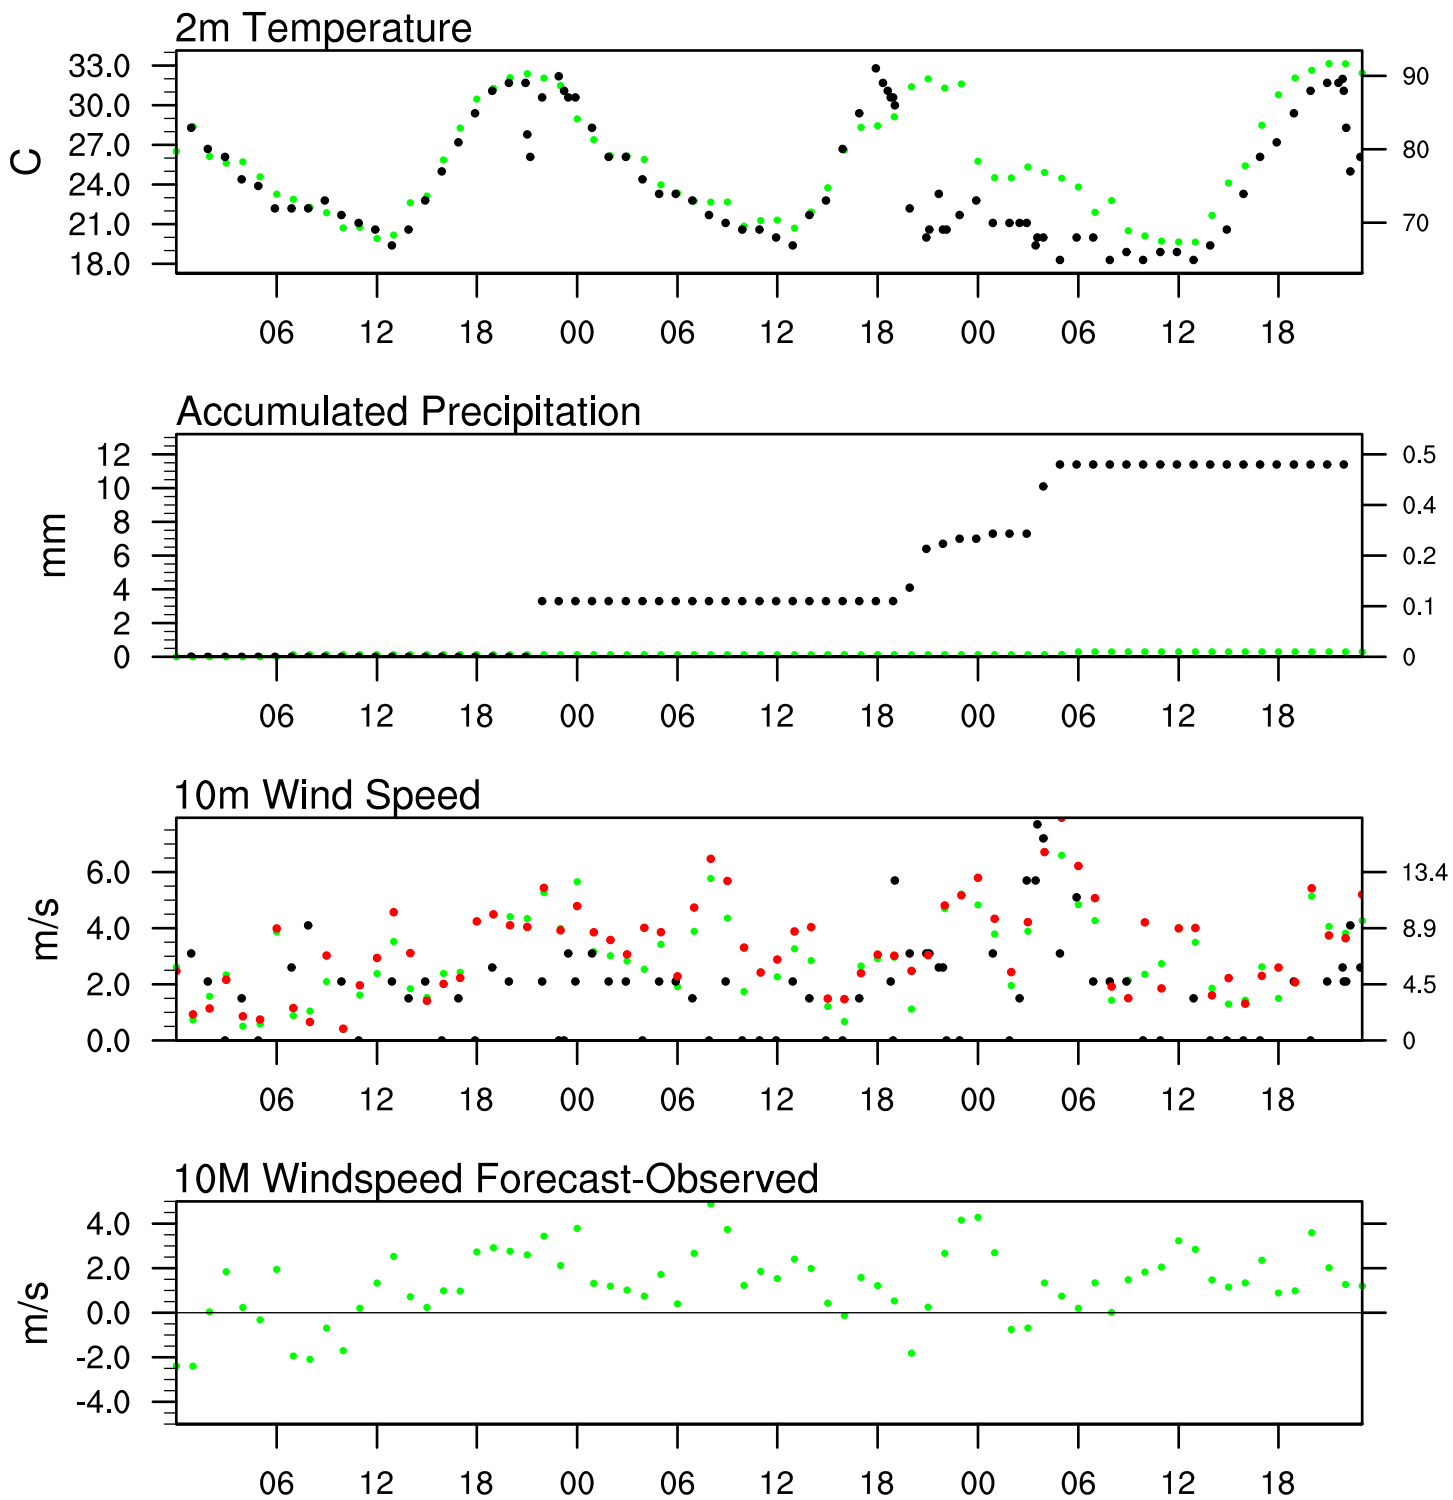 2m Temperature
33.0
30.0
27.0
24.0
21.0
18.0
C
90
80
70
06 12 18 00 06 12 18 00 06 12 18
Accumulated Precipitation
12
10
8
6
4
2
0
mm
0.5
0.4
0.2
0.1
0
06 12 18 00 06 12 18 00 06 12 18
10m Wind Speed
6.0
4.0
2.0
0.0
m/s
13.4
8.9
4.5
0
06 12 18 00 06 12 18 00 06 12 18
10M Windspeed Forecast-Observed
4.0
2.0
0.0
-2.0
-4.0
m/s
06 12 18 00 06 12 18 00 06 12 18